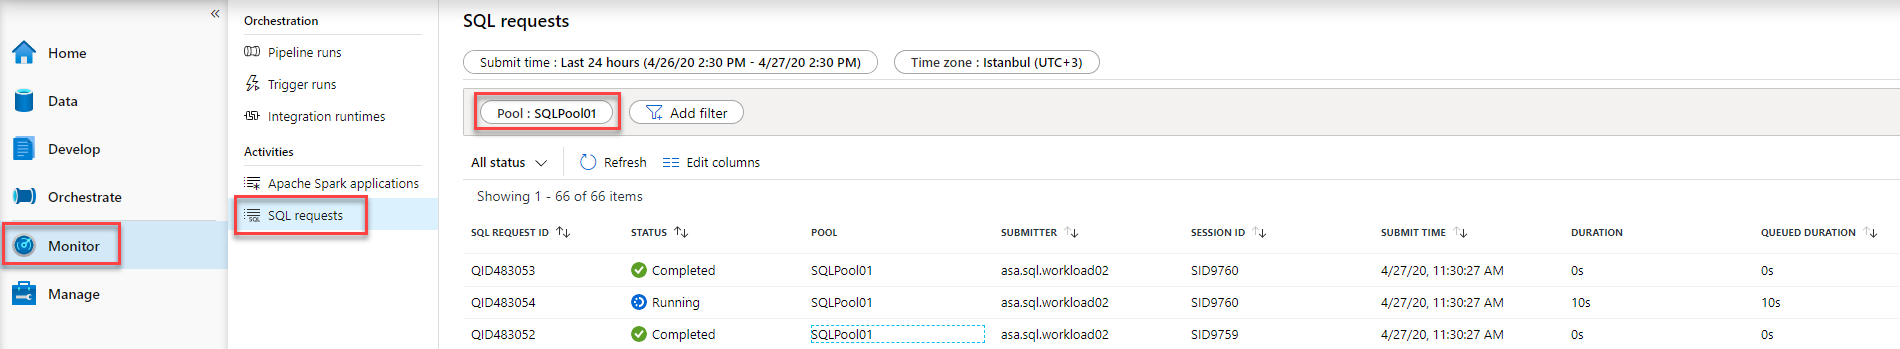 «
Home
Data
Develop
Orchestrate
Monitor
Manage
Orchestration
Pipeline runs
Trigger runs
Integration runtimes
Activities
Apache Spark applications
SQL requests
SQL requests
Submit time : Last 24 hours (4/26/20 2:30 PM - 4/27/20 2:30 PM) Time zone : Istanbul (UTC+3)
Pool : SQLPool01 Add filter
All status Refresh Edit columns
Showing 1 - 66 of 66 items
SQL REQUEST ID ↑↓ STATUS ↑↓ POOL SUBMITTER ↑↓ SESSION ID ↑↓ SUBMIT TIME ↑↓ DURATION QUEUED DURATION ↑↓
QID483053 Completed SQLPool01 asa.sql.workload02 SID9760 4/27/20, 11:30:27 AM 0s 0s
QID483054 Running SQLPool01 asa.sql.workload02 SID9760 4/27/20, 11:30:27 AM 10s 10s
QID483052 Completed SQLPool01 asa.sql.workload02 SID9759 4/27/20, 11:30:27 AM 0s 0s